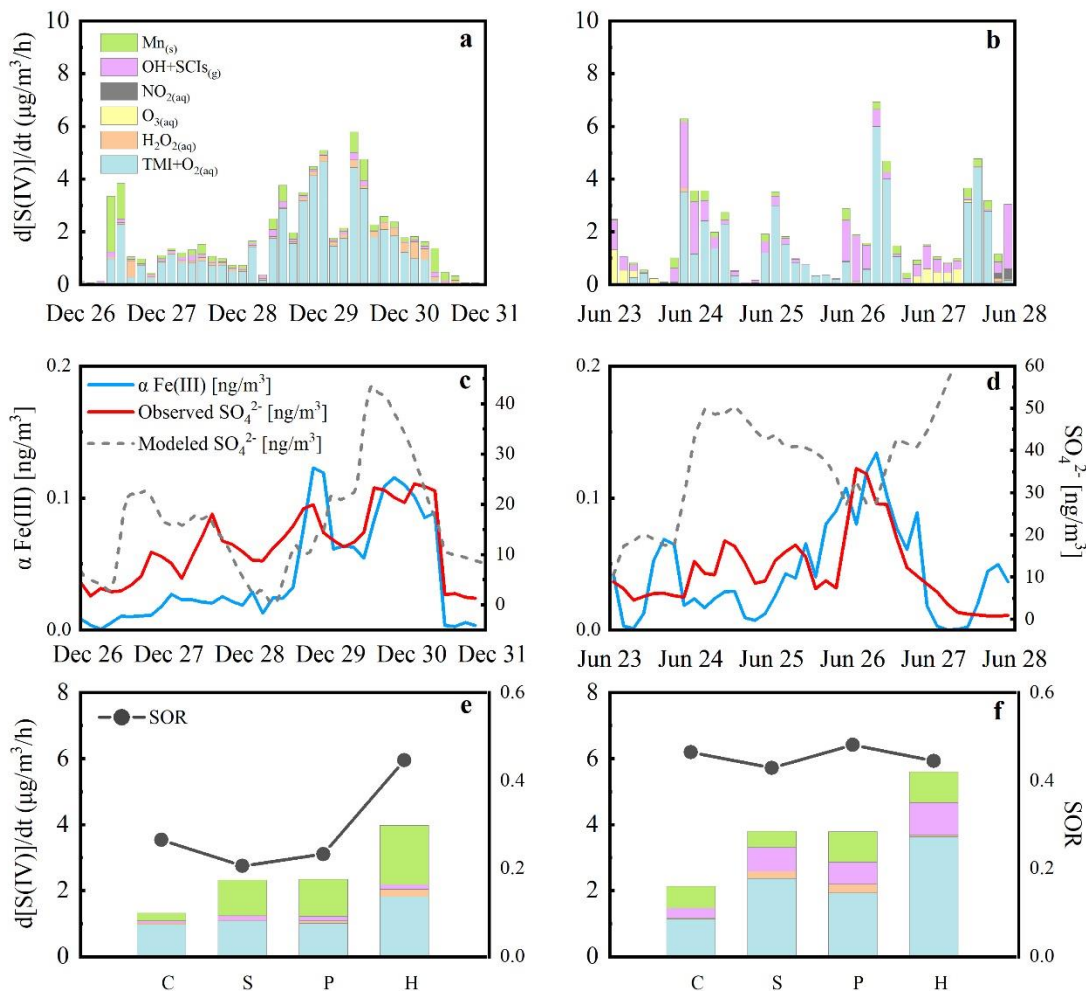 10
8
6
4
2
0
d[S(IV)]/dt (μg/m³/h)
a
Mn(s)
OH+SCIs(g)
NO2(aq)
O3(aq)
H2O2(aq)
TMI+O2(aq)
Dec 26 Dec 27 Dec 28 Dec 29 Dec 30 Dec 31
10
8
6
4
2
0
b
Jun 23 Jun 24 Jun 25 Jun 26 Jun 27 Jun 28
0.2
0.1
0.0
α Fe(III) [ng/m³]
c
α Fe(III) [ng/m³]
Observed SO₄²⁻ [ng/m³]
Modeled SO₄²⁻ [ng/m³]
40
30
20
10
0
Dec 26 Dec 27 Dec 28 Dec 29 Dec 30 Dec 31
0.2
0.1
0.0
d
60
50
40
30
20
10
0
SO₄²⁻ [ng/m³]
Jun 23 Jun 24 Jun 25 Jun 26 Jun 27 Jun 28
8
6
4
2
0
d[S(IV)]/dt (μg/m³/h)
SOR
e
0.6
0.4
0.2
0.0
C S P H
8
6
4
2
0
f
0.6
0.4
0.2
0.0
SOR
C S P H